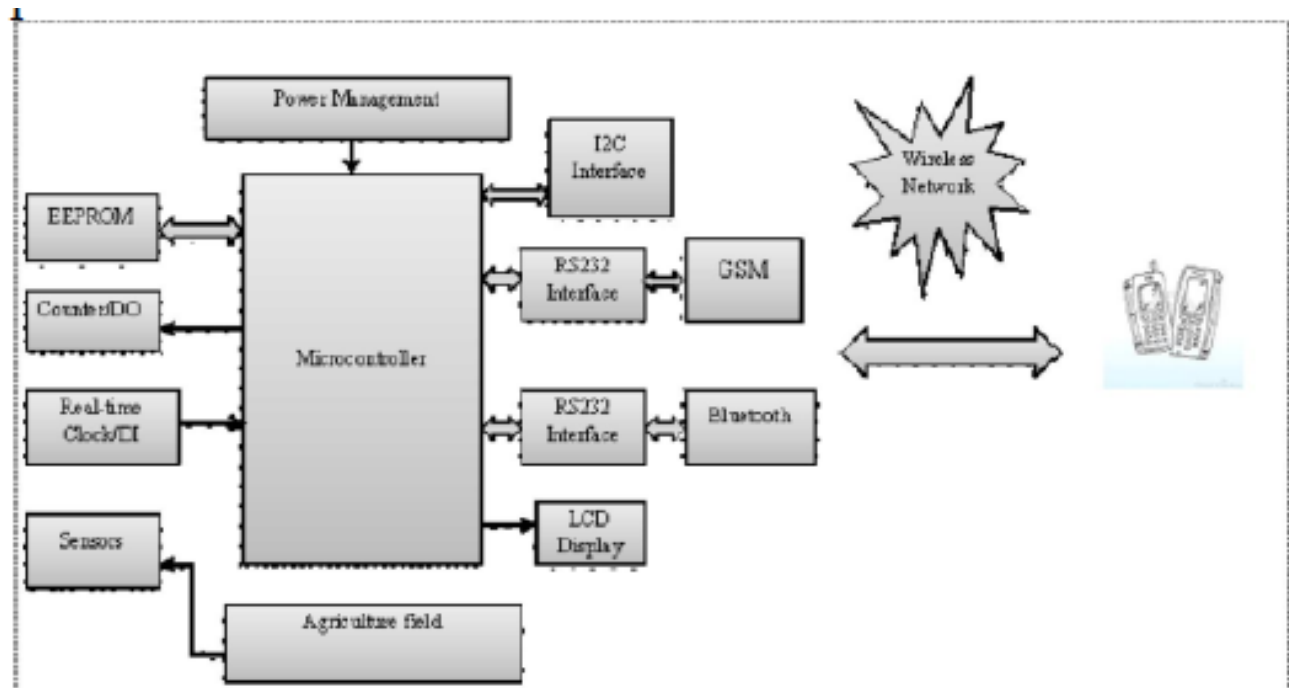 Power Management
I2C
Interface
Wireless
Network
EEPROM
RS232
Interface
GSM
Counter/DO
Microcontroller
Real-time
Clock/DI
RS232
Interface
Bluetooth
Sensors
LCD
Display
Agriculture field